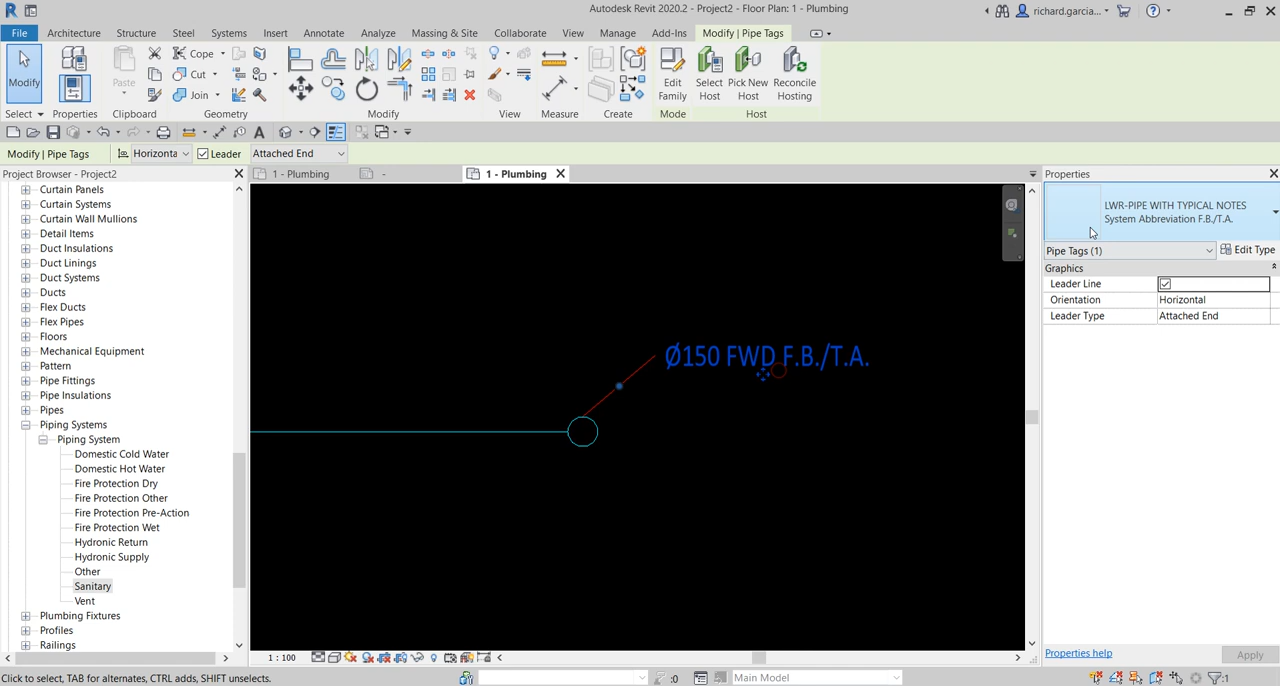 Autodesk Revit 2020.2 - Project2 - Floor Plan: 1 - Plumbing
richard.garcia...
File Architecture Structure Steel Systems Insert Annotate Analyze Massing & Site Collaborate View Manage Add-Ins Modify | Pipe Tags
Modify Paste Cope Cut Join Edit Family Select Host Pick New Host Reconcile Hosting
Select Properties Clipboard Geometry Modify View Measure Create Mode Host
Modify | Pipe Tags Horizonta Leader Attached End
Project Browser - Project2
1 - Plumbing
-
1 - Plumbing
Properties
Curtain Panels
Curtain Systems
Curtain Wall Mullions
Detail Items
Duct Insulations
Duct Linings
Duct Systems
Ducts
Flex Ducts
Flex Pipes
Floors
Mechanical Equipment
Pattern
Pipe Fittings
Pipe Insulations
Pipes
Piping Systems
Piping System
Domestic Cold Water
Domestic Hot Water
Fire Protection Dry
Fire Protection Other
Fire Protection Pre-Action
Fire Protection Wet
Hydronic Return
Hydronic Supply
Other
Sanitary
Vent
Plumbing Fixtures
Profiles
Railings
Ø150 FWD F.B./T.A.
LWR-PIPE WITH TYPICAL NOTES
System Abbreviation F.B./T.A.
Pipe Tags (1) Edit Type
Graphics
Leader Line
Orientation Horizontal
Leader Type Attached End
Properties help Apply
1 : 100
Click to select, TAB for alternates, CTRL adds, SHIFT unselects.
:0
Main Model
:1